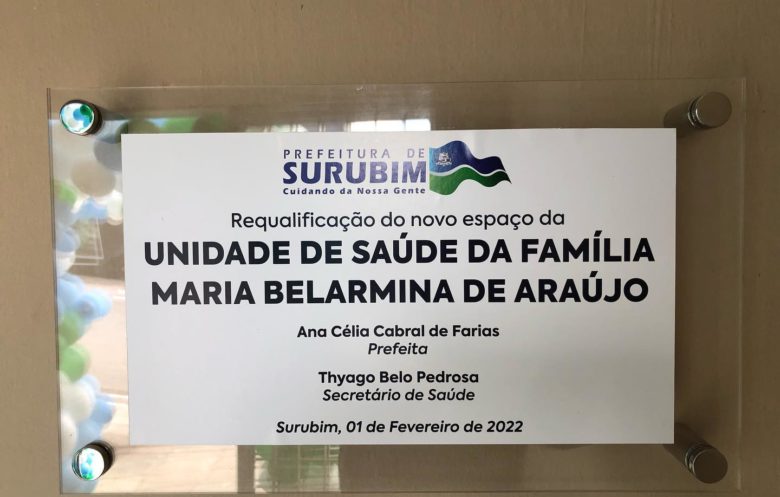 PREFEITURA DE
SURUBIM
Cuidando da Nossa Gente
Requalificação do novo espaço da
UNIDADE DE SAÚDE DA FAMÍLIA
MARIA BELARMINA DE ARAÚJO
Ana Célia Cabral de Farias
Prefeita
Thyago Belo Pedrosa
Secretário de Saúde
Surubim, 01 de Fevereiro de 2022